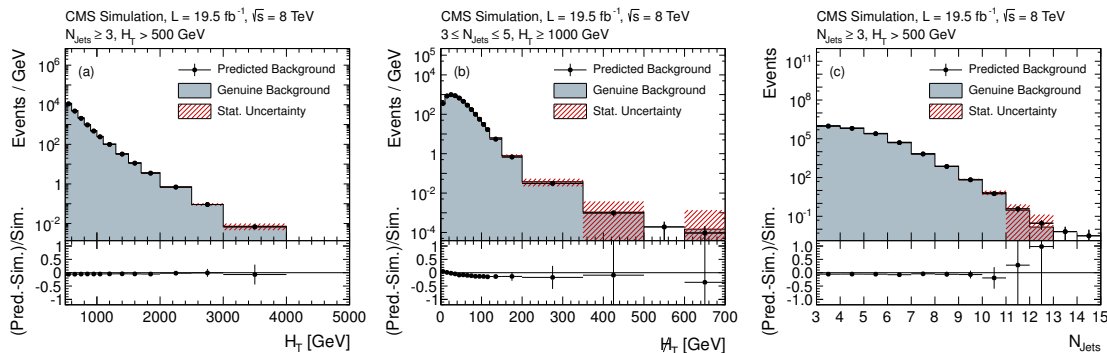 CMS Simulation, L = 19.5 fb⁻¹, √s = 8 TeV
N_Jets ≥ 3, H_T > 500 GeV
(a)
Predicted Background
Genuine Background
Stat. Uncertainty
Events / GeV
10⁶
10⁴
10²
1
10⁻²
(Pred.-Sim.)/Sim.
1
0.5
0.0
-0.5
-1
1000 2000 3000 4000 5000
H_T [GeV]
CMS Simulation, L = 19.5 fb⁻¹, √s = 8 TeV
3 ≤ N_Jets ≤ 5, H_T ≥ 1000 GeV
(b)
Predicted Background
Genuine Background
Stat. Uncertainty
Events / GeV
10⁵
10⁴
10²
1
10⁻²
10⁻⁴
(Pred.-Sim.)/Sim.
1
0.5
0.0
-0.5
-1
0 100 200 300 400 500 600 700
H̸_T [GeV]
CMS Simulation, L = 19.5 fb⁻¹, √s = 8 TeV
N_Jets ≥ 3, H_T > 500 GeV
(c)
Predicted Background
Genuine Background
Stat. Uncertainty
Events
10¹¹
10⁸
10⁵
10²
10⁻¹
(Pred.-Sim.)/Sim.
1.0
0.5
0.0
-0.5
-1.0
3 4 5 6 7 8 9 10 11 12 13 14 15
N_Jets